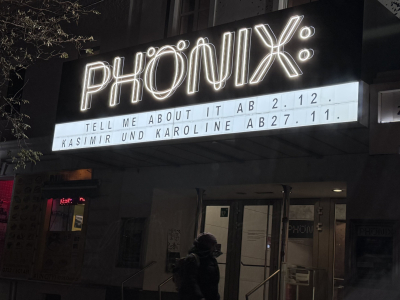 PHÖNIX:
TELL ME ABOUT IT AB 2.12.
KASIMIR UND KAROLINE AB27.11.